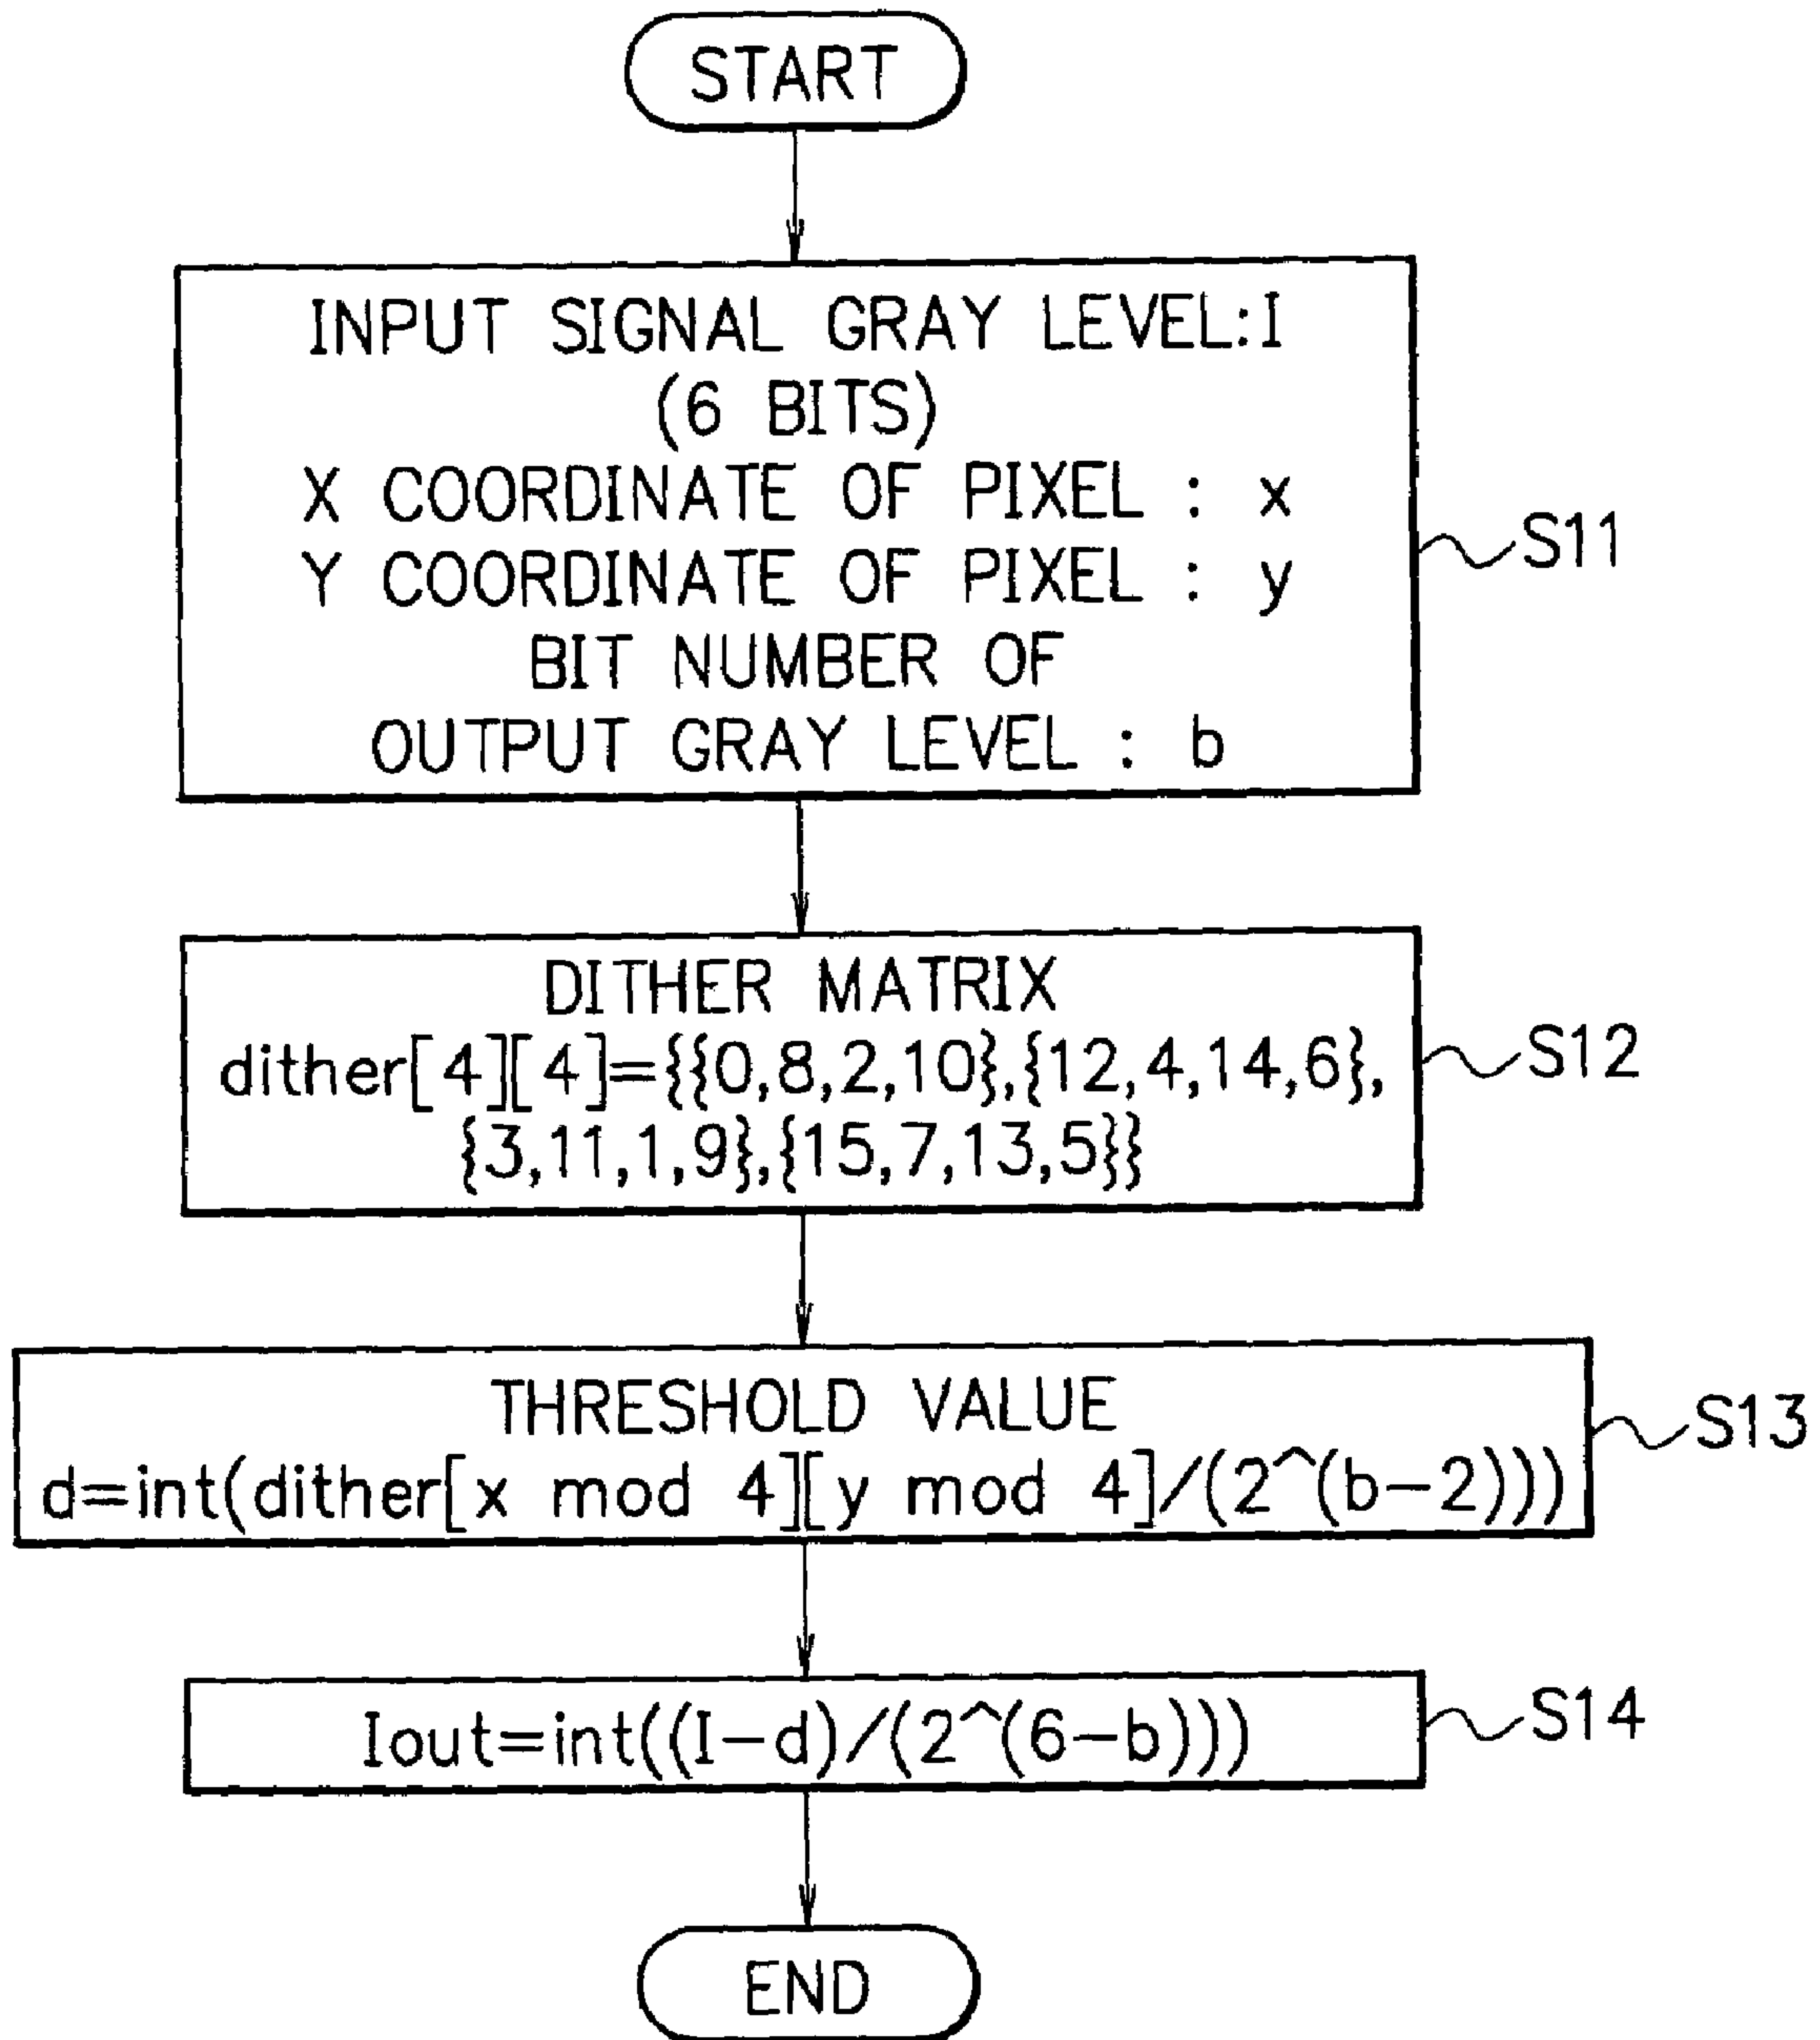 START
INPUT SIGNAL GRAY LEVEL:I
(6 BITS)
X COORDINATE OF PIXEL : x
Y COORDINATE OF PIXEL : y
BIT NUMBER OF
OUTPUT GRAY LEVEL : b
S11
DITHER MATRIX
dither[4][4]={{0,8,2,10},{12,4,14,6},
{3,11,1,9},{15,7,13,5}}
S12
THRESHOLD VALUE
d=int(dither[x mod 4][y mod 4]/(2^(b-2)))
S13
Iout=int((I-d)/(2^(6-b)))
S14
END